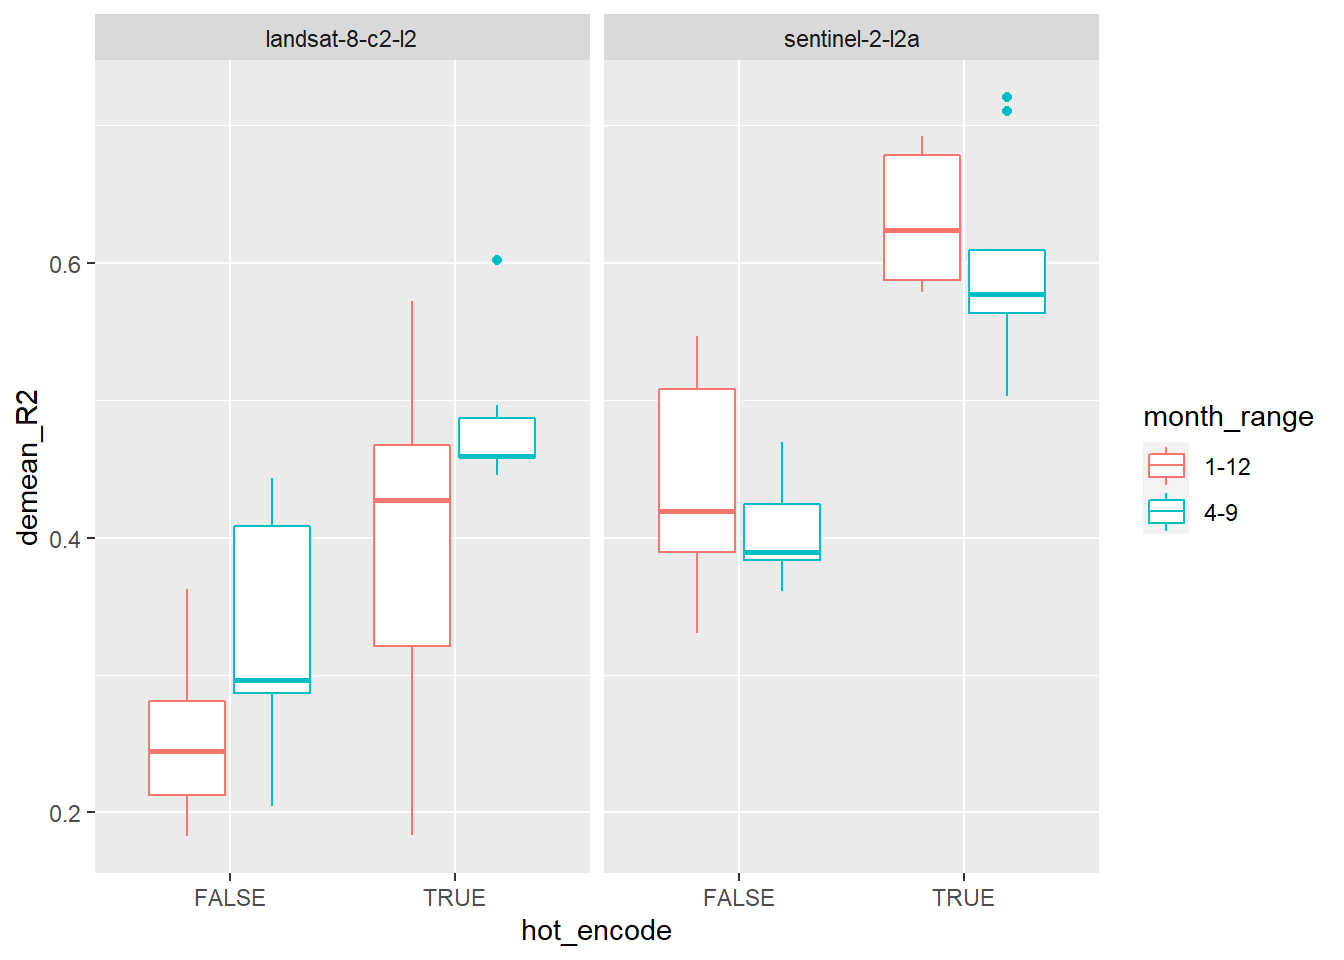 landsat-8-c2-l2
sentinel-2-l2a
demean_R2
0.6
0.4
0.2
FALSE
TRUE
FALSE
TRUE
hot_encode
month_range
1-12
4-9